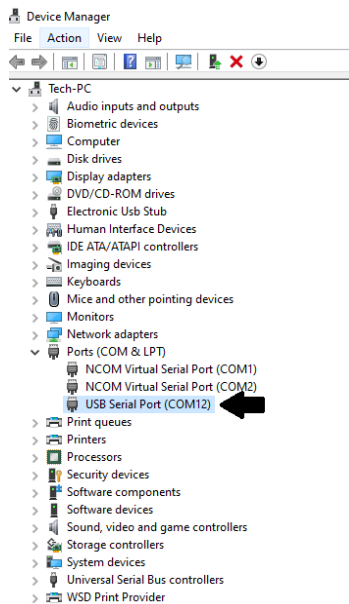 Device Manager
File Action View Help
Tech-PC
Audio inputs and outputs
Biometric devices
Computer
Disk drives
Display adapters
DVD/CD-ROM drives
Electronic Usb Stub
Human Interface Devices
IDE ATA/ATAPI controllers
Imaging devices
Keyboards
Mice and other pointing devices
Monitors
Network adapters
Ports (COM & LPT)
NCOM Virtual Serial Port (COM1)
NCOM Virtual Serial Port (COM2)
USB Serial Port (COM12)
Print queues
Printers
Processors
Security devices
Software components
Software devices
Sound, video and game controllers
Storage controllers
System devices
Universal Serial Bus controllers
WSD Print Provider